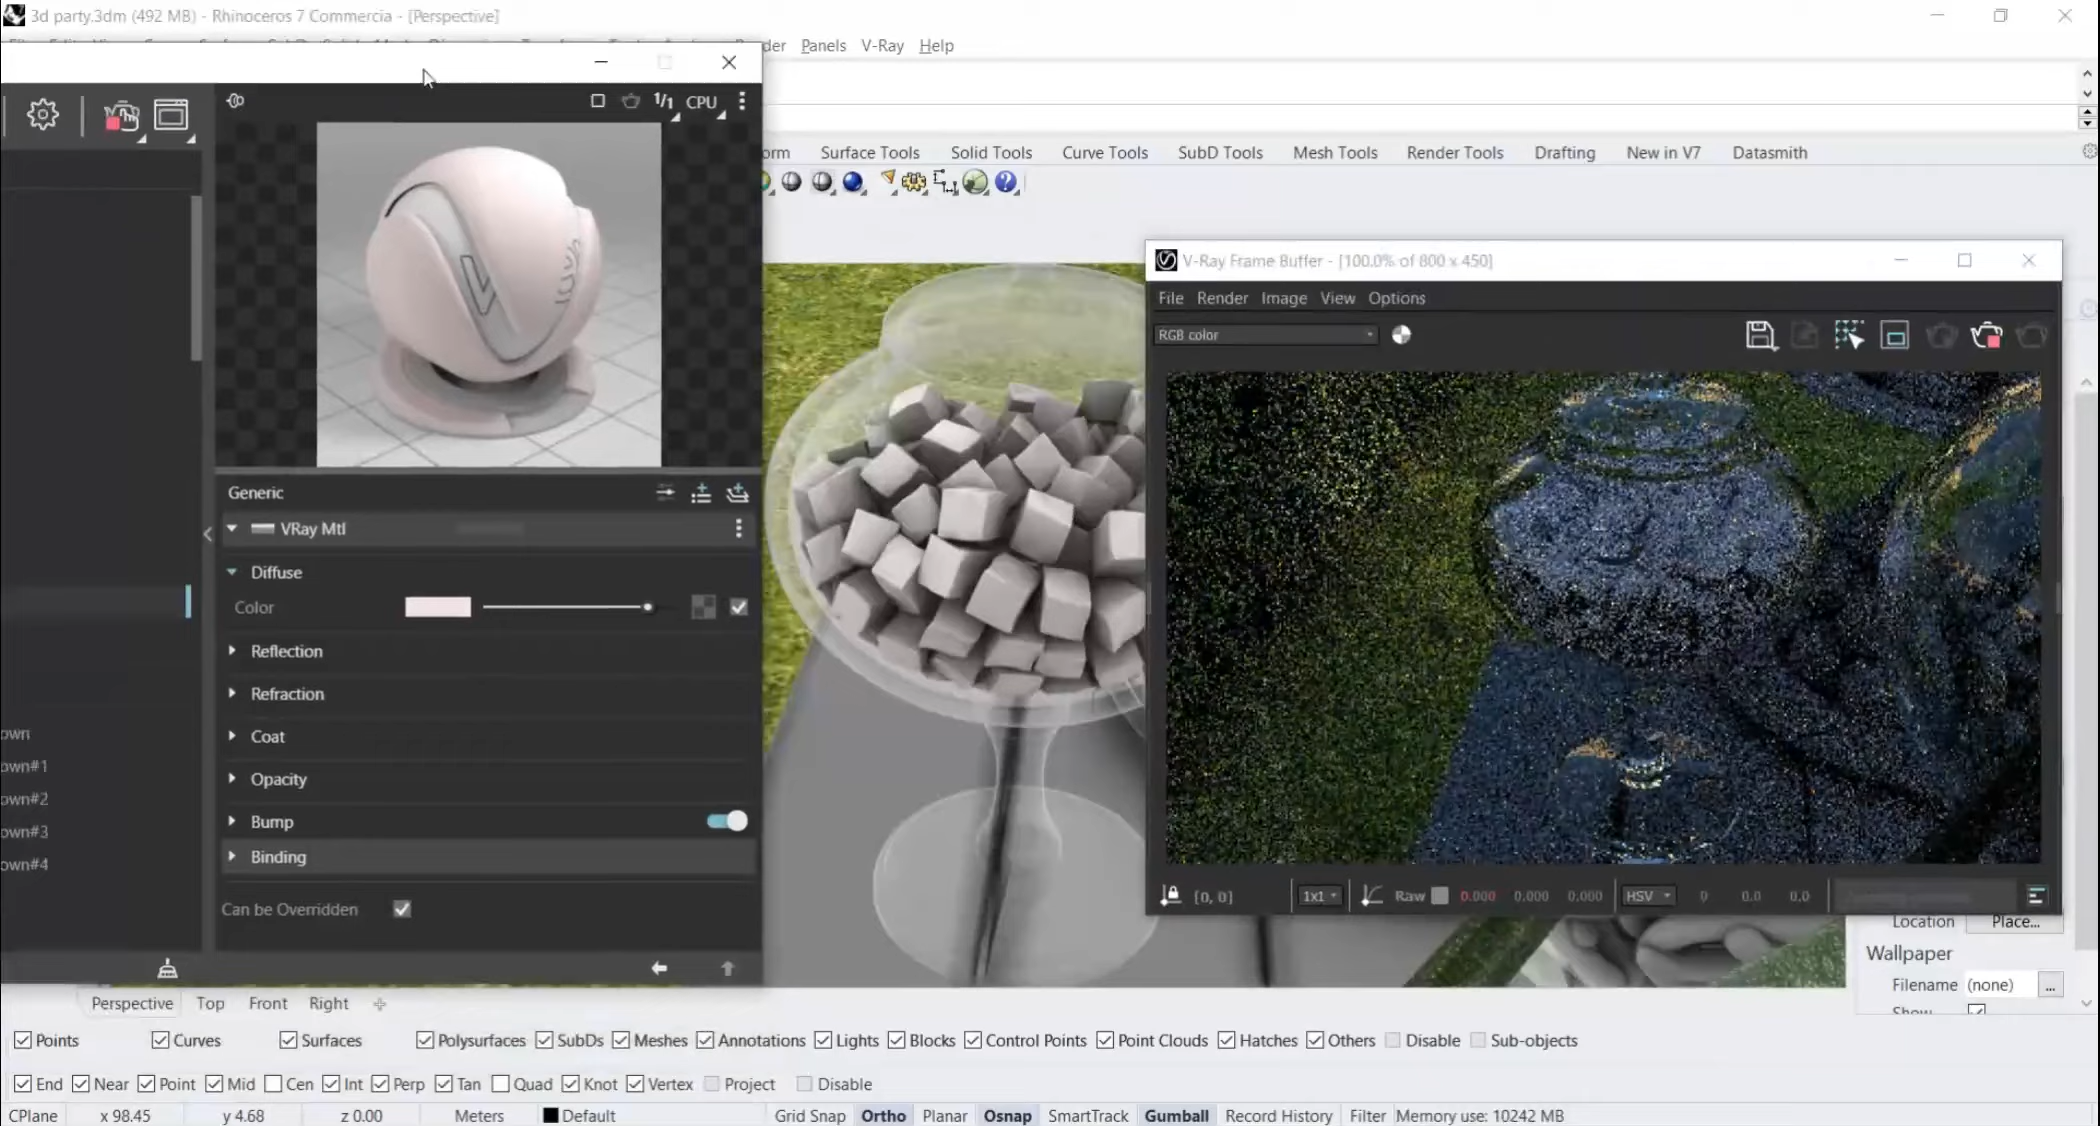 3d party.3dm (492 MB) - Rhinoceros 7 Commercia - [Perspective]
Panels V-Ray Help
1/1 CPU
Surface Tools Solid Tools Curve Tools SubD Tools Mesh Tools Render Tools Drafting New in V7 Datasmith
V-Ray Frame Buffer - [100.0% of 800 x 450]
File Render Image View Options
RGB color
Generic
VRay Mtl
Diffuse
Color
Reflection
Refraction
Coat
Opacity
Bump
Binding
Can be Overridden
own
own#1
own#2
own#3
own#4
[0, 0] 1x1 Raw 0.000 0.000 0.000 HSV 0 0.0 0.0
Location Place...
Wallpaper
Filename (none) ...
Show
Perspective Top Front Right
Points Curves Surfaces Polysurfaces SubDs Meshes Annotations Lights Blocks Control Points Point Clouds Hatches Others Disable Sub-objects
End Near Point Mid Cen Int Perp Tan Quad Knot Vertex Project Disable
CPlane x 98.45 y 4.68 z 0.00 Meters Default Grid Snap Ortho Planar Osnap SmartTrack Gumball Record History Filter Memory use: 10242 MB